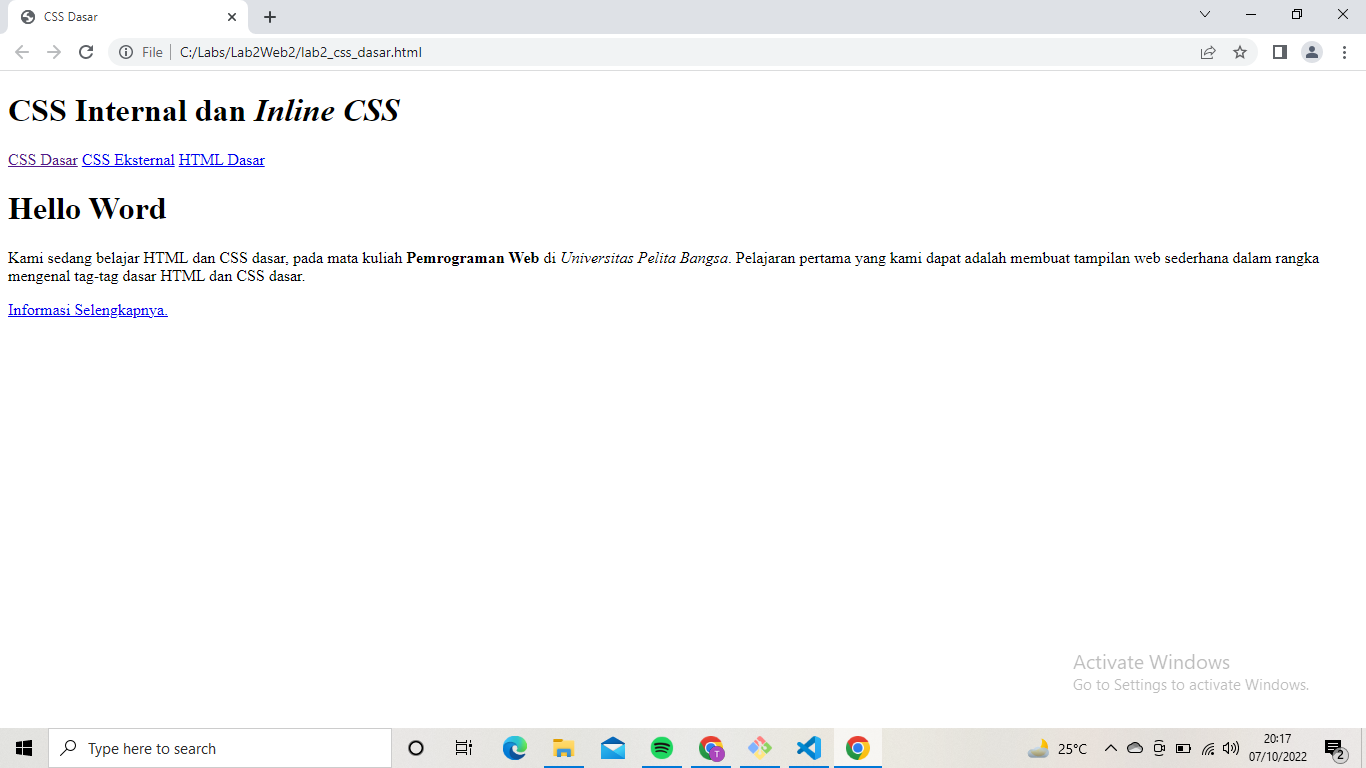 CSS Dasar
File
C:/Labs/Lab2Web2/lab2_css_dasar.html
CSS Internal dan Inline CSS
CSS Dasar CSS Eksternal HTML Dasar
Hello Word
Kami sedang belajar HTML dan CSS dasar, pada mata kuliah Pemrograman Web di Universitas Pelita Bangsa. Pelajaran pertama yang kami dapat adalah membuat tampilan web sederhana dalam rangka
mengenal tag-tag dasar HTML dan CSS dasar.
Informasi Selengkapnya.
Activate Windows
Go to Settings to activate Windows.
Type here to search
T
25°C
20:17
07/10/2022
2